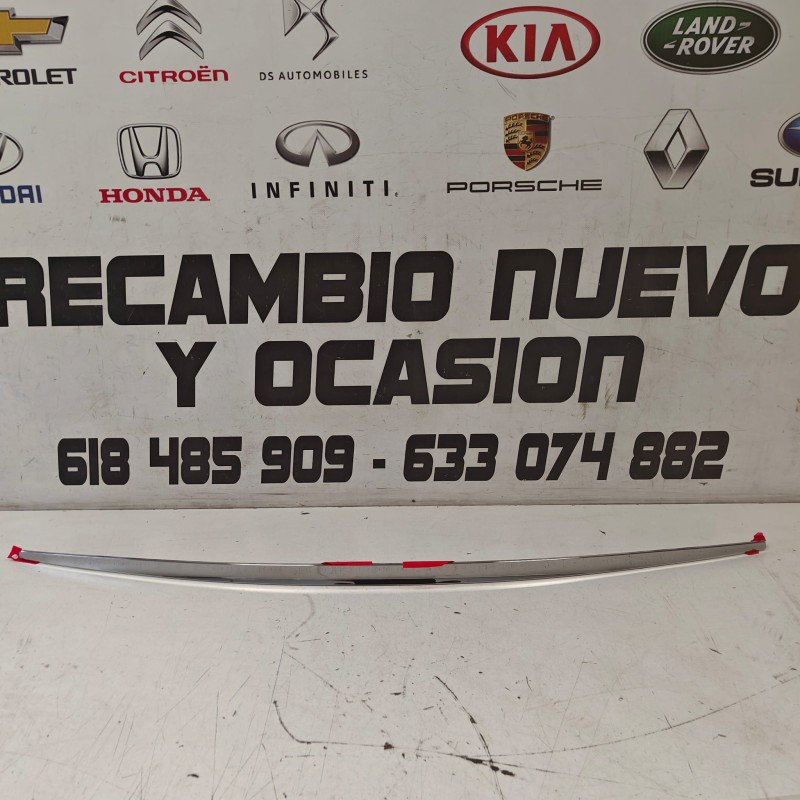 ROLET CITROËN DS AUTOMOBILES KIA LAND ROVER
DAI HONDA INFINITI PORSCHE PORSCHE SU
RECAMBIO NUEVO
Y OCASION
618 485 909 - 633 074 882